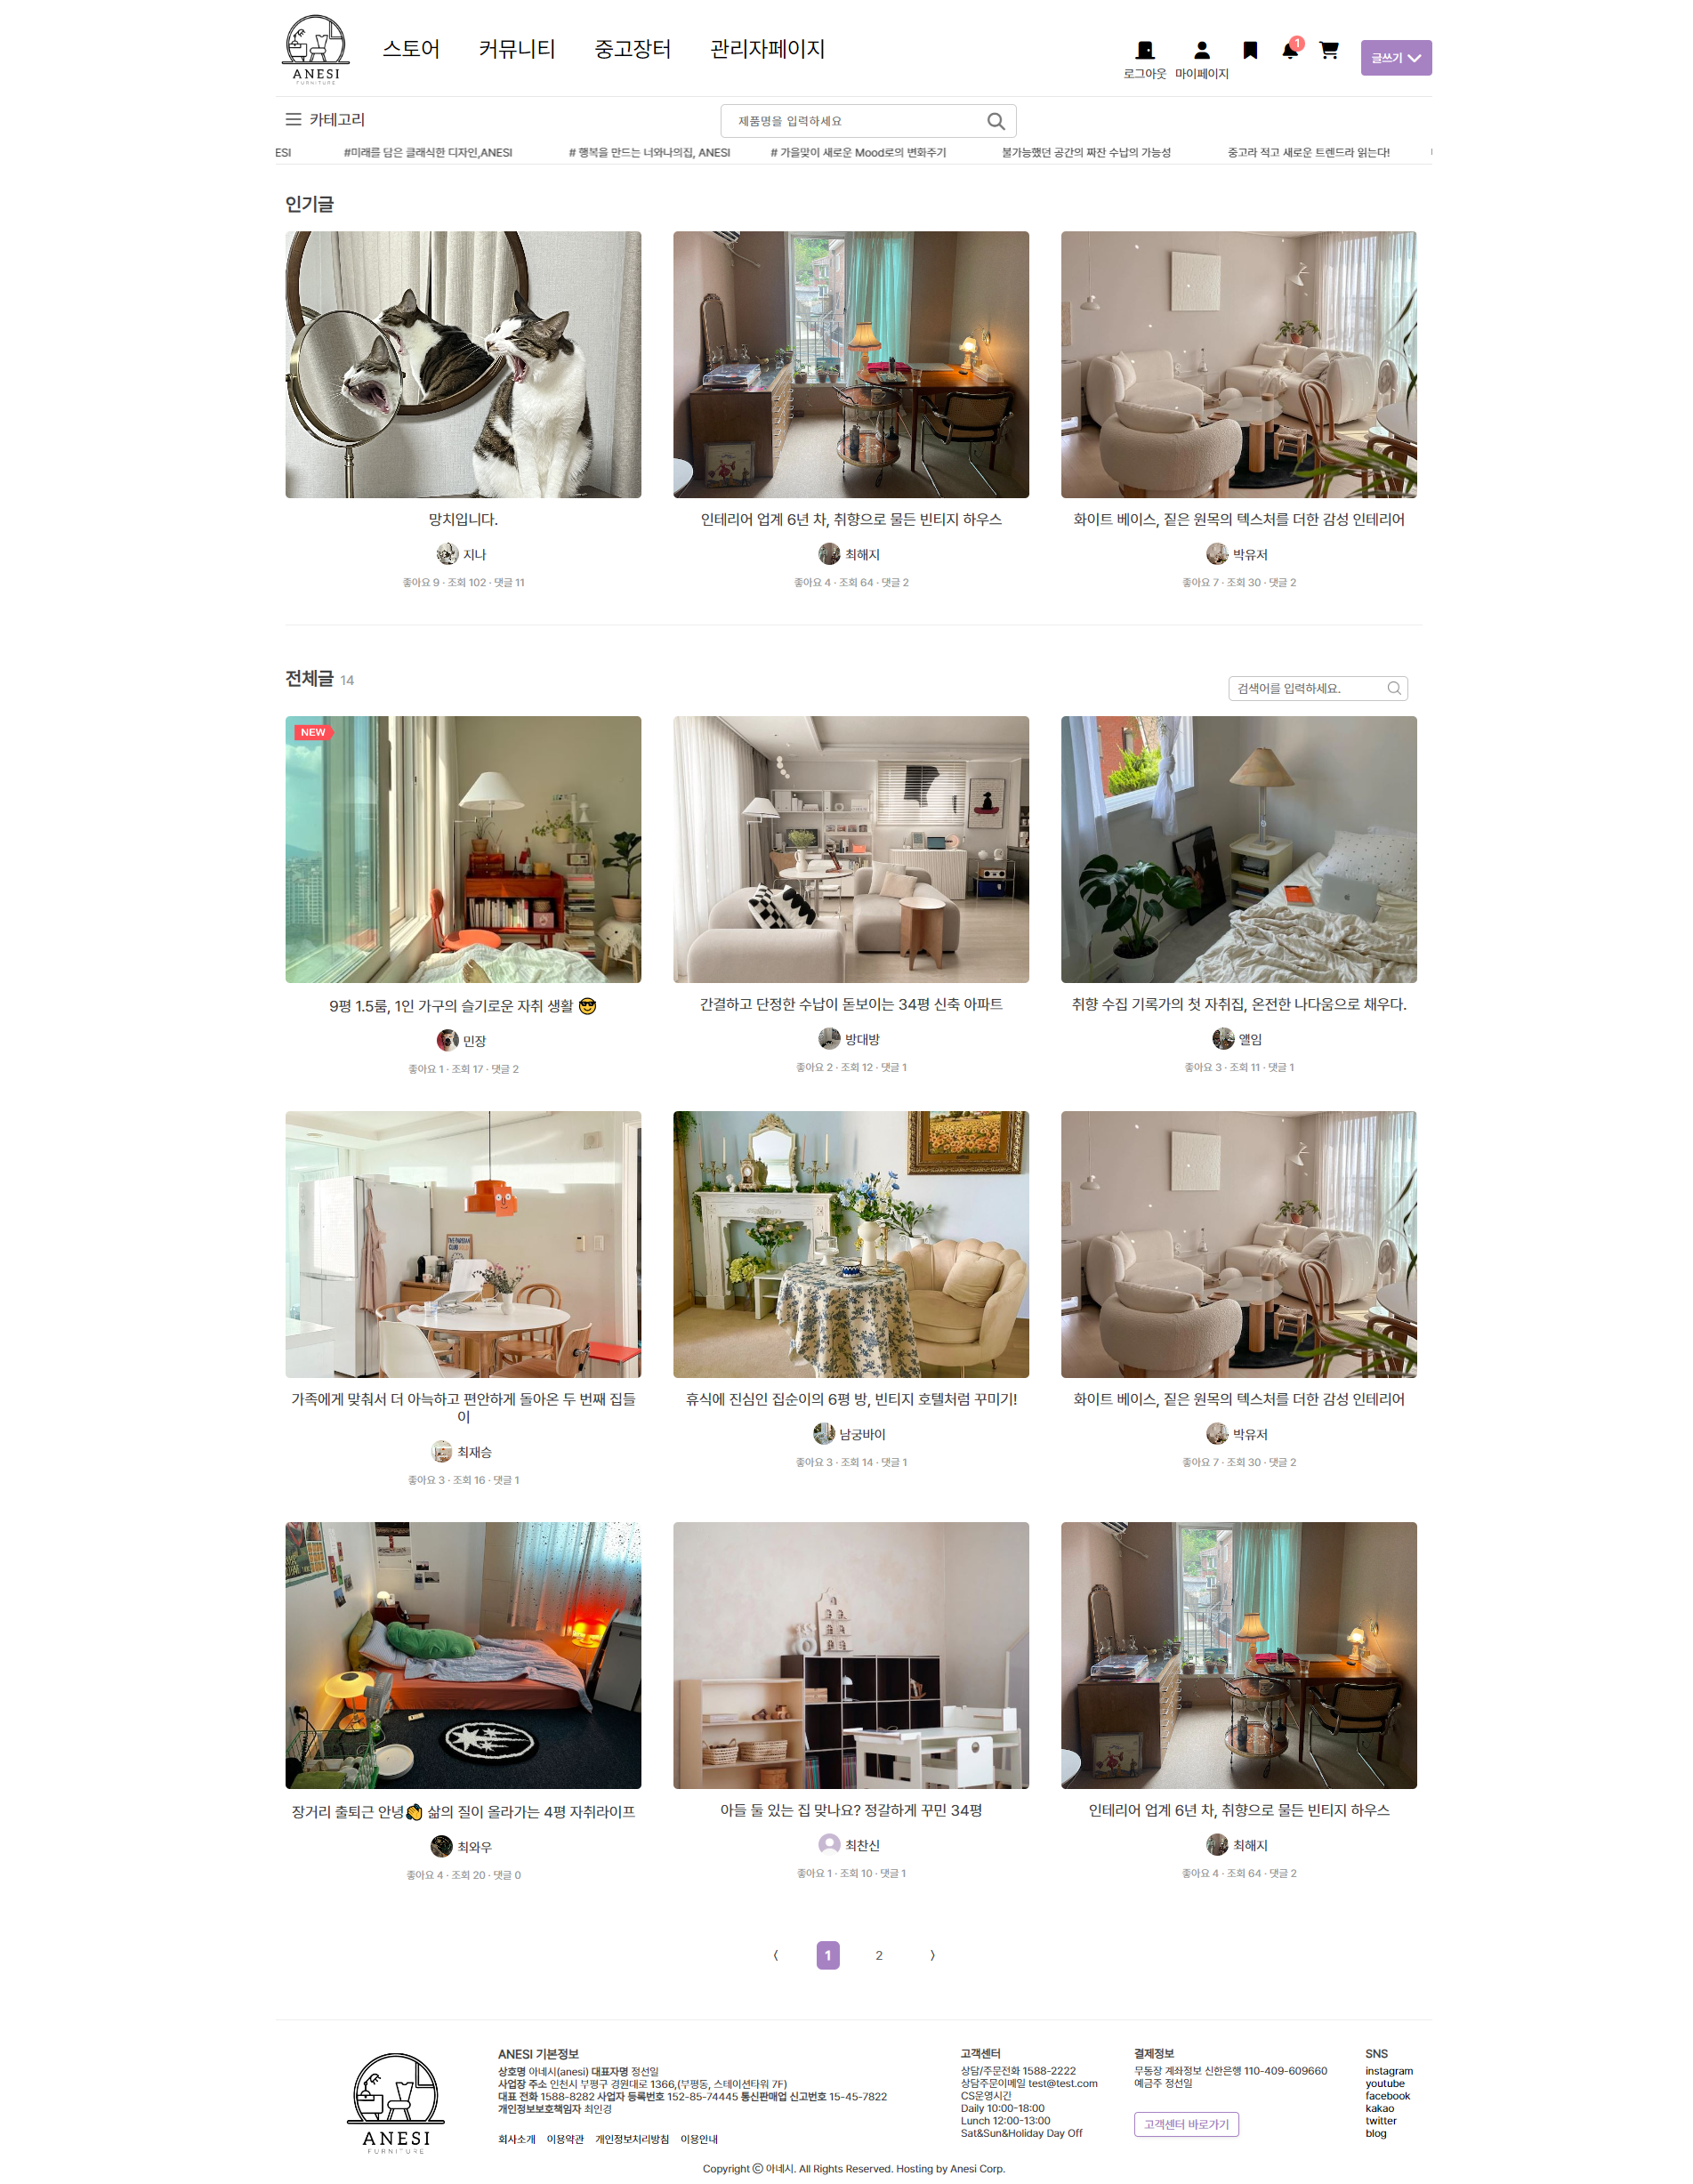 ANESI
FURNITURE
스토어 커뮤니티 중고장터 관리자페이지
로그아웃 마이페이지 1 글쓰기
카테고리
제품명을 입력하세요
ESI #미래를 담은 클래식한 디자인,ANESI # 행복을 만드는 너와나의집, ANESI # 가을맞이 새로운 Mood로의 변화주기 불가능했던 공간의 짜잔 수납의 가능성 중고라 적고 새로운 트렌드라 읽는다!
인기글
망치입니다.
지나
좋아요 9 · 조회 102 · 댓글 11
인테리어 업계 6년 차, 취향으로 물든 빈티지 하우스
최해지
좋아요 4 · 조회 64 · 댓글 2
화이트 베이스, 짙은 원목의 텍스처를 더한 감성 인테리어
박유저
좋아요 7 · 조회 30 · 댓글 2
전체글 14
검색어를 입력하세요.
NEW
9평 1.5룸, 1인 가구의 슬기로운 자취 생활 😎
민장
좋아요 1 · 조회 17 · 댓글 2
간결하고 단정한 수납이 돋보이는 34평 신축 아파트
방대방
좋아요 2 · 조회 12 · 댓글 1
취향 수집 기록가의 첫 자취집, 온전한 나다움으로 채우다.
앨임
좋아요 3 · 조회 11 · 댓글 1
가족에게 맞춰서 더 아늑하고 편안하게 돌아온 두 번째 집들
이
최재승
좋아요 3 · 조회 16 · 댓글 1
휴식에 진심인 집순이의 6평 방, 빈티지 호텔처럼 꾸미기!
남궁바이
좋아요 3 · 조회 14 · 댓글 1
화이트 베이스, 짙은 원목의 텍스처를 더한 감성 인테리어
박유저
좋아요 7 · 조회 30 · 댓글 2
장거리 출퇴근 안녕👋 삶의 질이 올라가는 4평 자취라이프
최와우
좋아요 4 · 조회 20 · 댓글 0
아들 둘 있는 집 맞나요? 정갈하게 꾸민 34평
최찬신
좋아요 1 · 조회 10 · 댓글 1
인테리어 업계 6년 차, 취향으로 물든 빈티지 하우스
최해지
좋아요 4 · 조회 64 · 댓글 2
〈 1 2 〉
ANESI
FURNITURE
ANESI 기본정보
상호명 아네시(anesi) 대표자명 정선일
사업장 주소 인천시 부평구 경원대로 1366,(부평동, 스테이션타워 7F)
대표 전화 1588-8282 사업자 등록번호 152-85-74445 통신판매업 신고번호 15-45-7822
개인정보보호책임자 최인경
회사소개 이용약관 개인정보처리방침 이용안내
고객센터
상담/주문전화 1588-2222
상담주문이메일 test@test.com
CS운영시간
Daily 10:00-18:00
Lunch 12:00-13:00
Sat&Sun&Holiday Day Off
결제정보
무통장 계좌정보 신한은행 110-409-609660
예금주 정선일
고객센터 바로가기
SNS
instagram
youtube
facebook
kakao
twitter
blog
Copyright ⓒ 아네시. All Rights Reserved. Hosting by Anesi Corp.